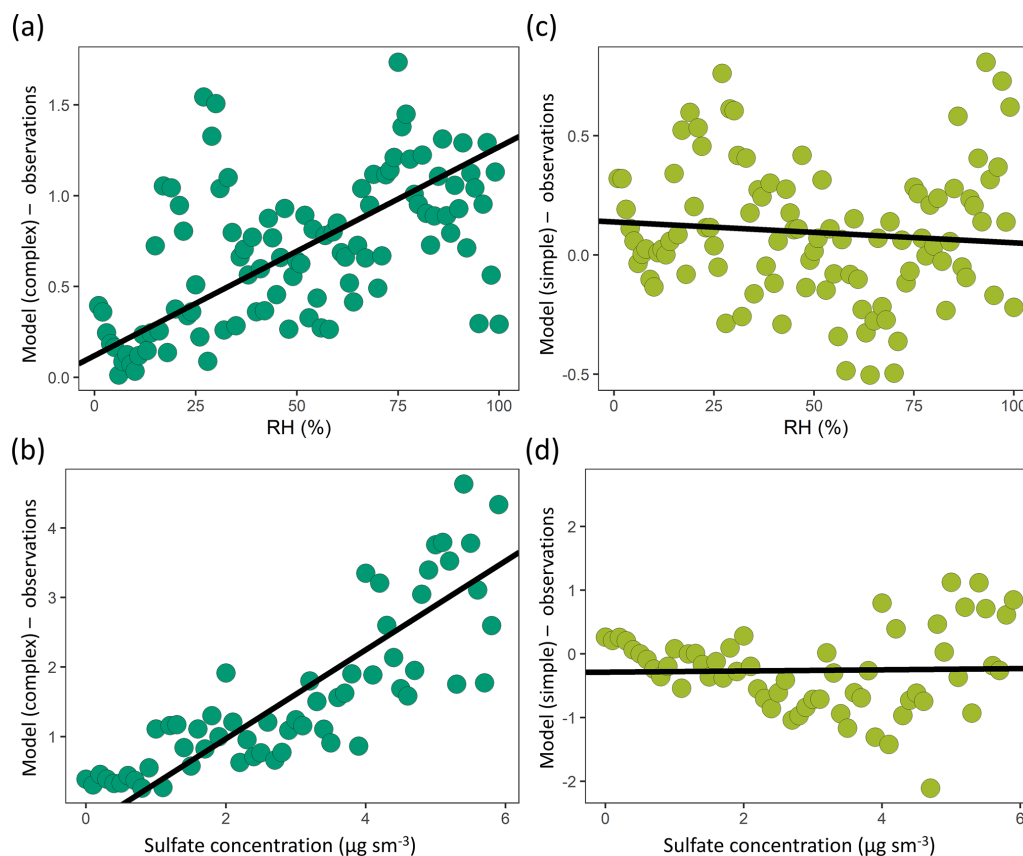 (a)
Model (complex) – observations
1.5
1.0
0.5
0.0
0
25
50
75
100
RH (%)
(c)
Model (simple) – observations
0.5
0.0
-0.5
0
25
50
75
100
RH (%)
(b)
Model (complex) – observations
4
3
2
1
0
2
4
6
Sulfate concentration (µg sm⁻³)
(d)
Model (simple) – observations
2
1
0
-1
-2
0
2
4
6
Sulfate concentration (µg sm⁻³)